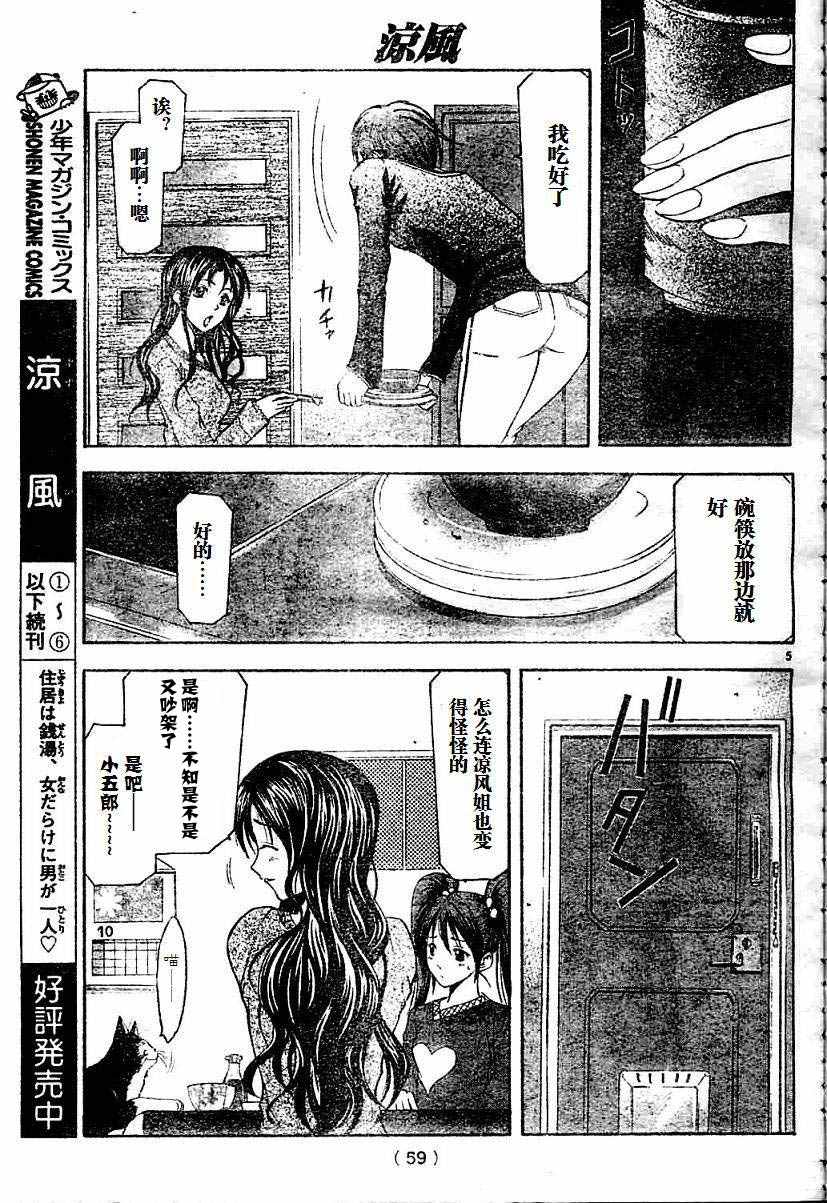 涼風
コトッ
我吃好了
カチャ
诶？
啊啊…嗯
碗筷放那边就
好
好的……
5
バタン
怎么连凉风姐也变
得怪怪的
是啊……不知是不是
又吵架了
是吧——
小五郎~~~~
喵——
10
少年マガジン・コミックス
SHONEN MAGAZINE COMICS
涼風
①～⑥
以下続刊
住居は銭湯、女だらけに男が一人♡
好評発売中
(59)